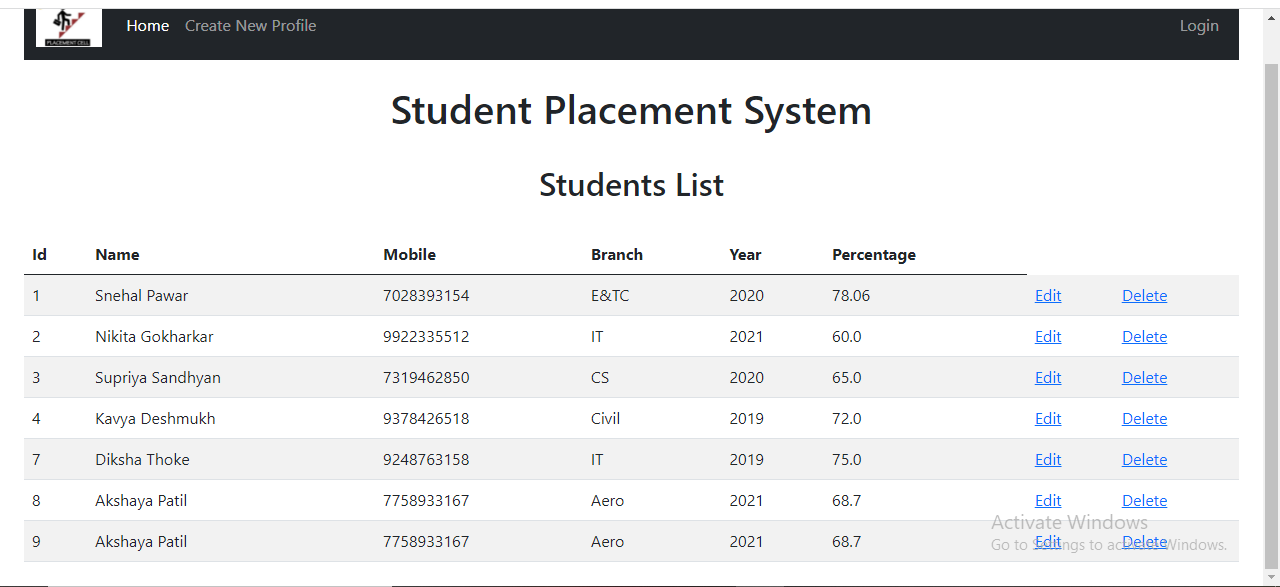 PLACEMENT CELL
Home Create New Profile Login
Student Placement System
Students List
Id Name Mobile Branch Year Percentage
1 Snehal Pawar 7028393154 E&TC 2020 78.06 Edit Delete
2 Nikita Gokharkar 9922335512 IT 2021 60.0 Edit Delete
3 Supriya Sandhyan 7319462850 CS 2020 65.0 Edit Delete
4 Kavya Deshmukh 9378426518 Civil 2019 72.0 Edit Delete
7 Diksha Thoke 9248763158 IT 2019 75.0 Edit Delete
8 Akshaya Patil 7758933167 Aero 2021 68.7 Edit Delete
Activate Windows
9 Akshaya Patil 7758933167 Aero 2021 68.7 Edit Delete
Go to Settings to activate Windows.